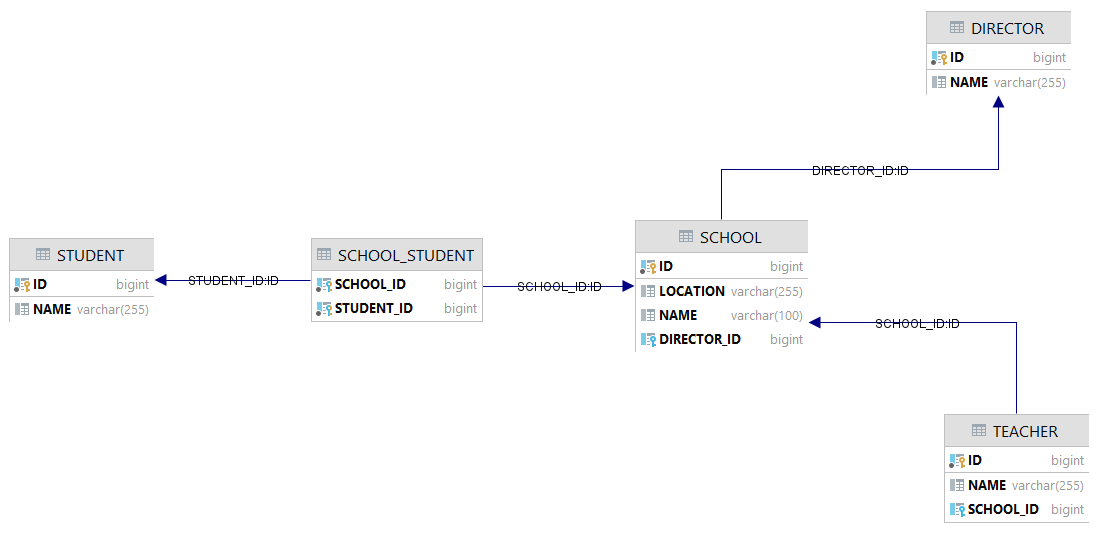 DIRECTOR
ID bigint
NAME varchar(255)
DIRECTOR_ID:ID
STUDENT
ID bigint
NAME varchar(255)
STUDENT_ID:ID
SCHOOL_STUDENT
SCHOOL_ID bigint
STUDENT_ID bigint
SCHOOL_ID:ID
SCHOOL
ID bigint
LOCATION varchar(255)
NAME varchar(100)
DIRECTOR_ID bigint
SCHOOL_ID:ID
TEACHER
ID bigint
NAME varchar(255)
SCHOOL_ID bigint